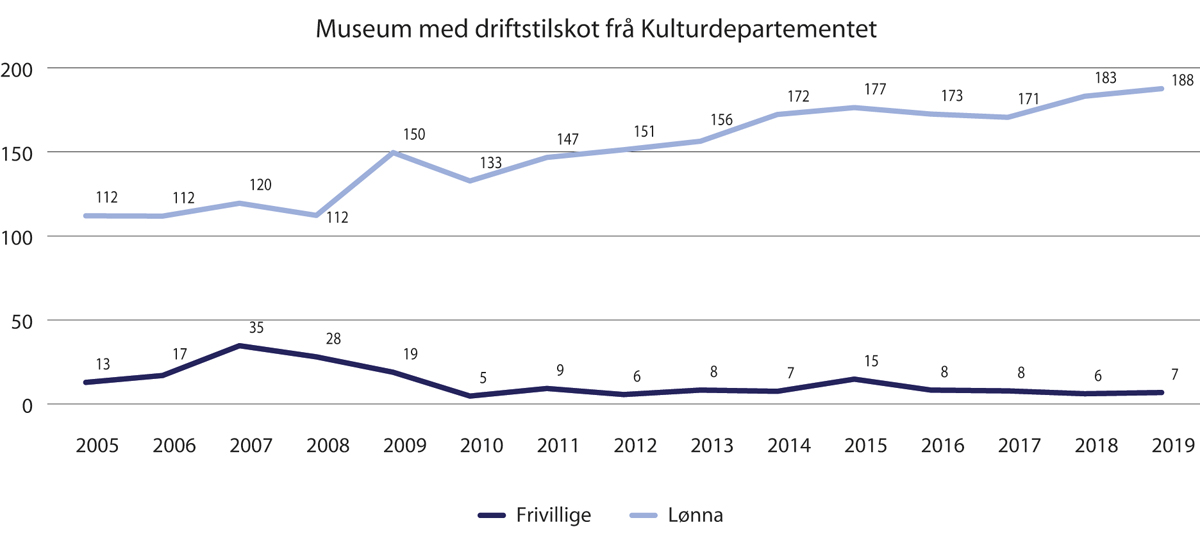 Museum med driftstilskot frå Kulturdepartementet
200
150
100
50
0
112 112 120 112 150 133 147 151 156 172 177 173 171 183 188
13 17 35 28 19 5 9 6 8 7 15 8 8 6 7
2005 2006 2007 2008 2009 2010 2011 2012 2013 2014 2015 2016 2017 2018 2019
Frivillige Lønna